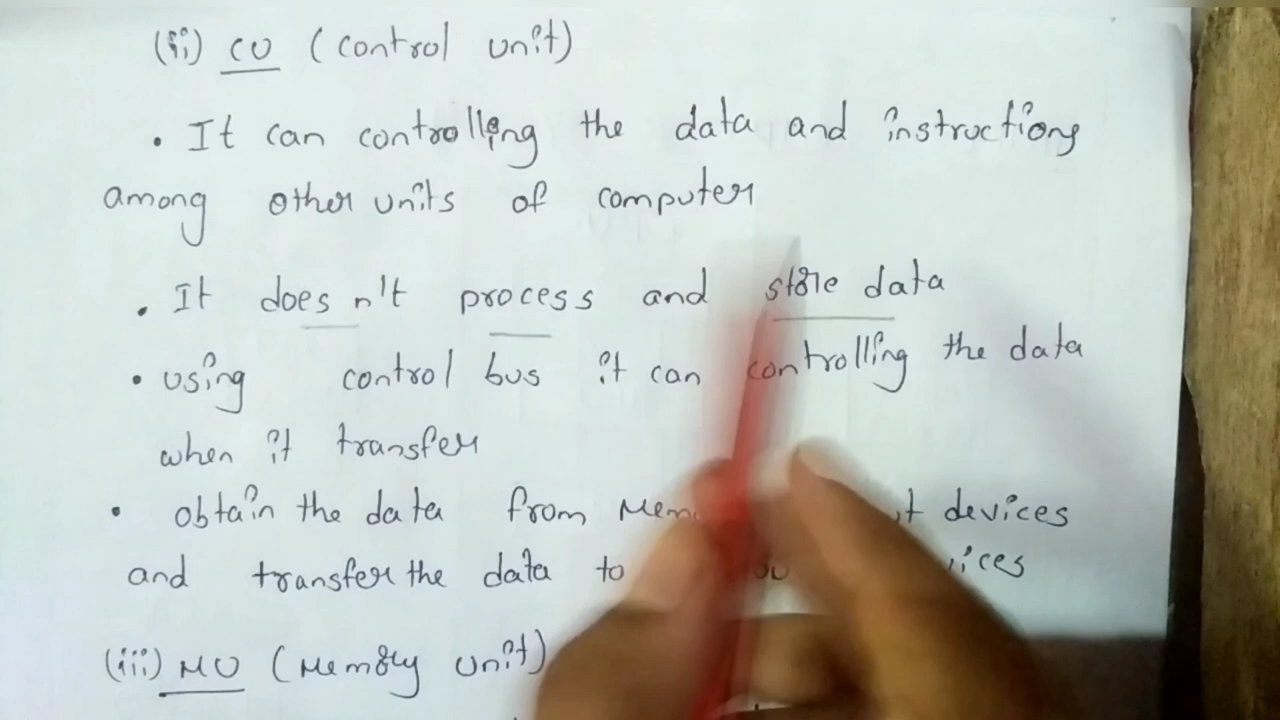 (ii) CU (control unit)
• It can controlling the data and instructions
among other units of computer
• It doesn't process and store data
• using control bus it can controlling the data
when it transfer
• obtain the data from devices
and transfer the data to
(iii) MU (Memory unit)